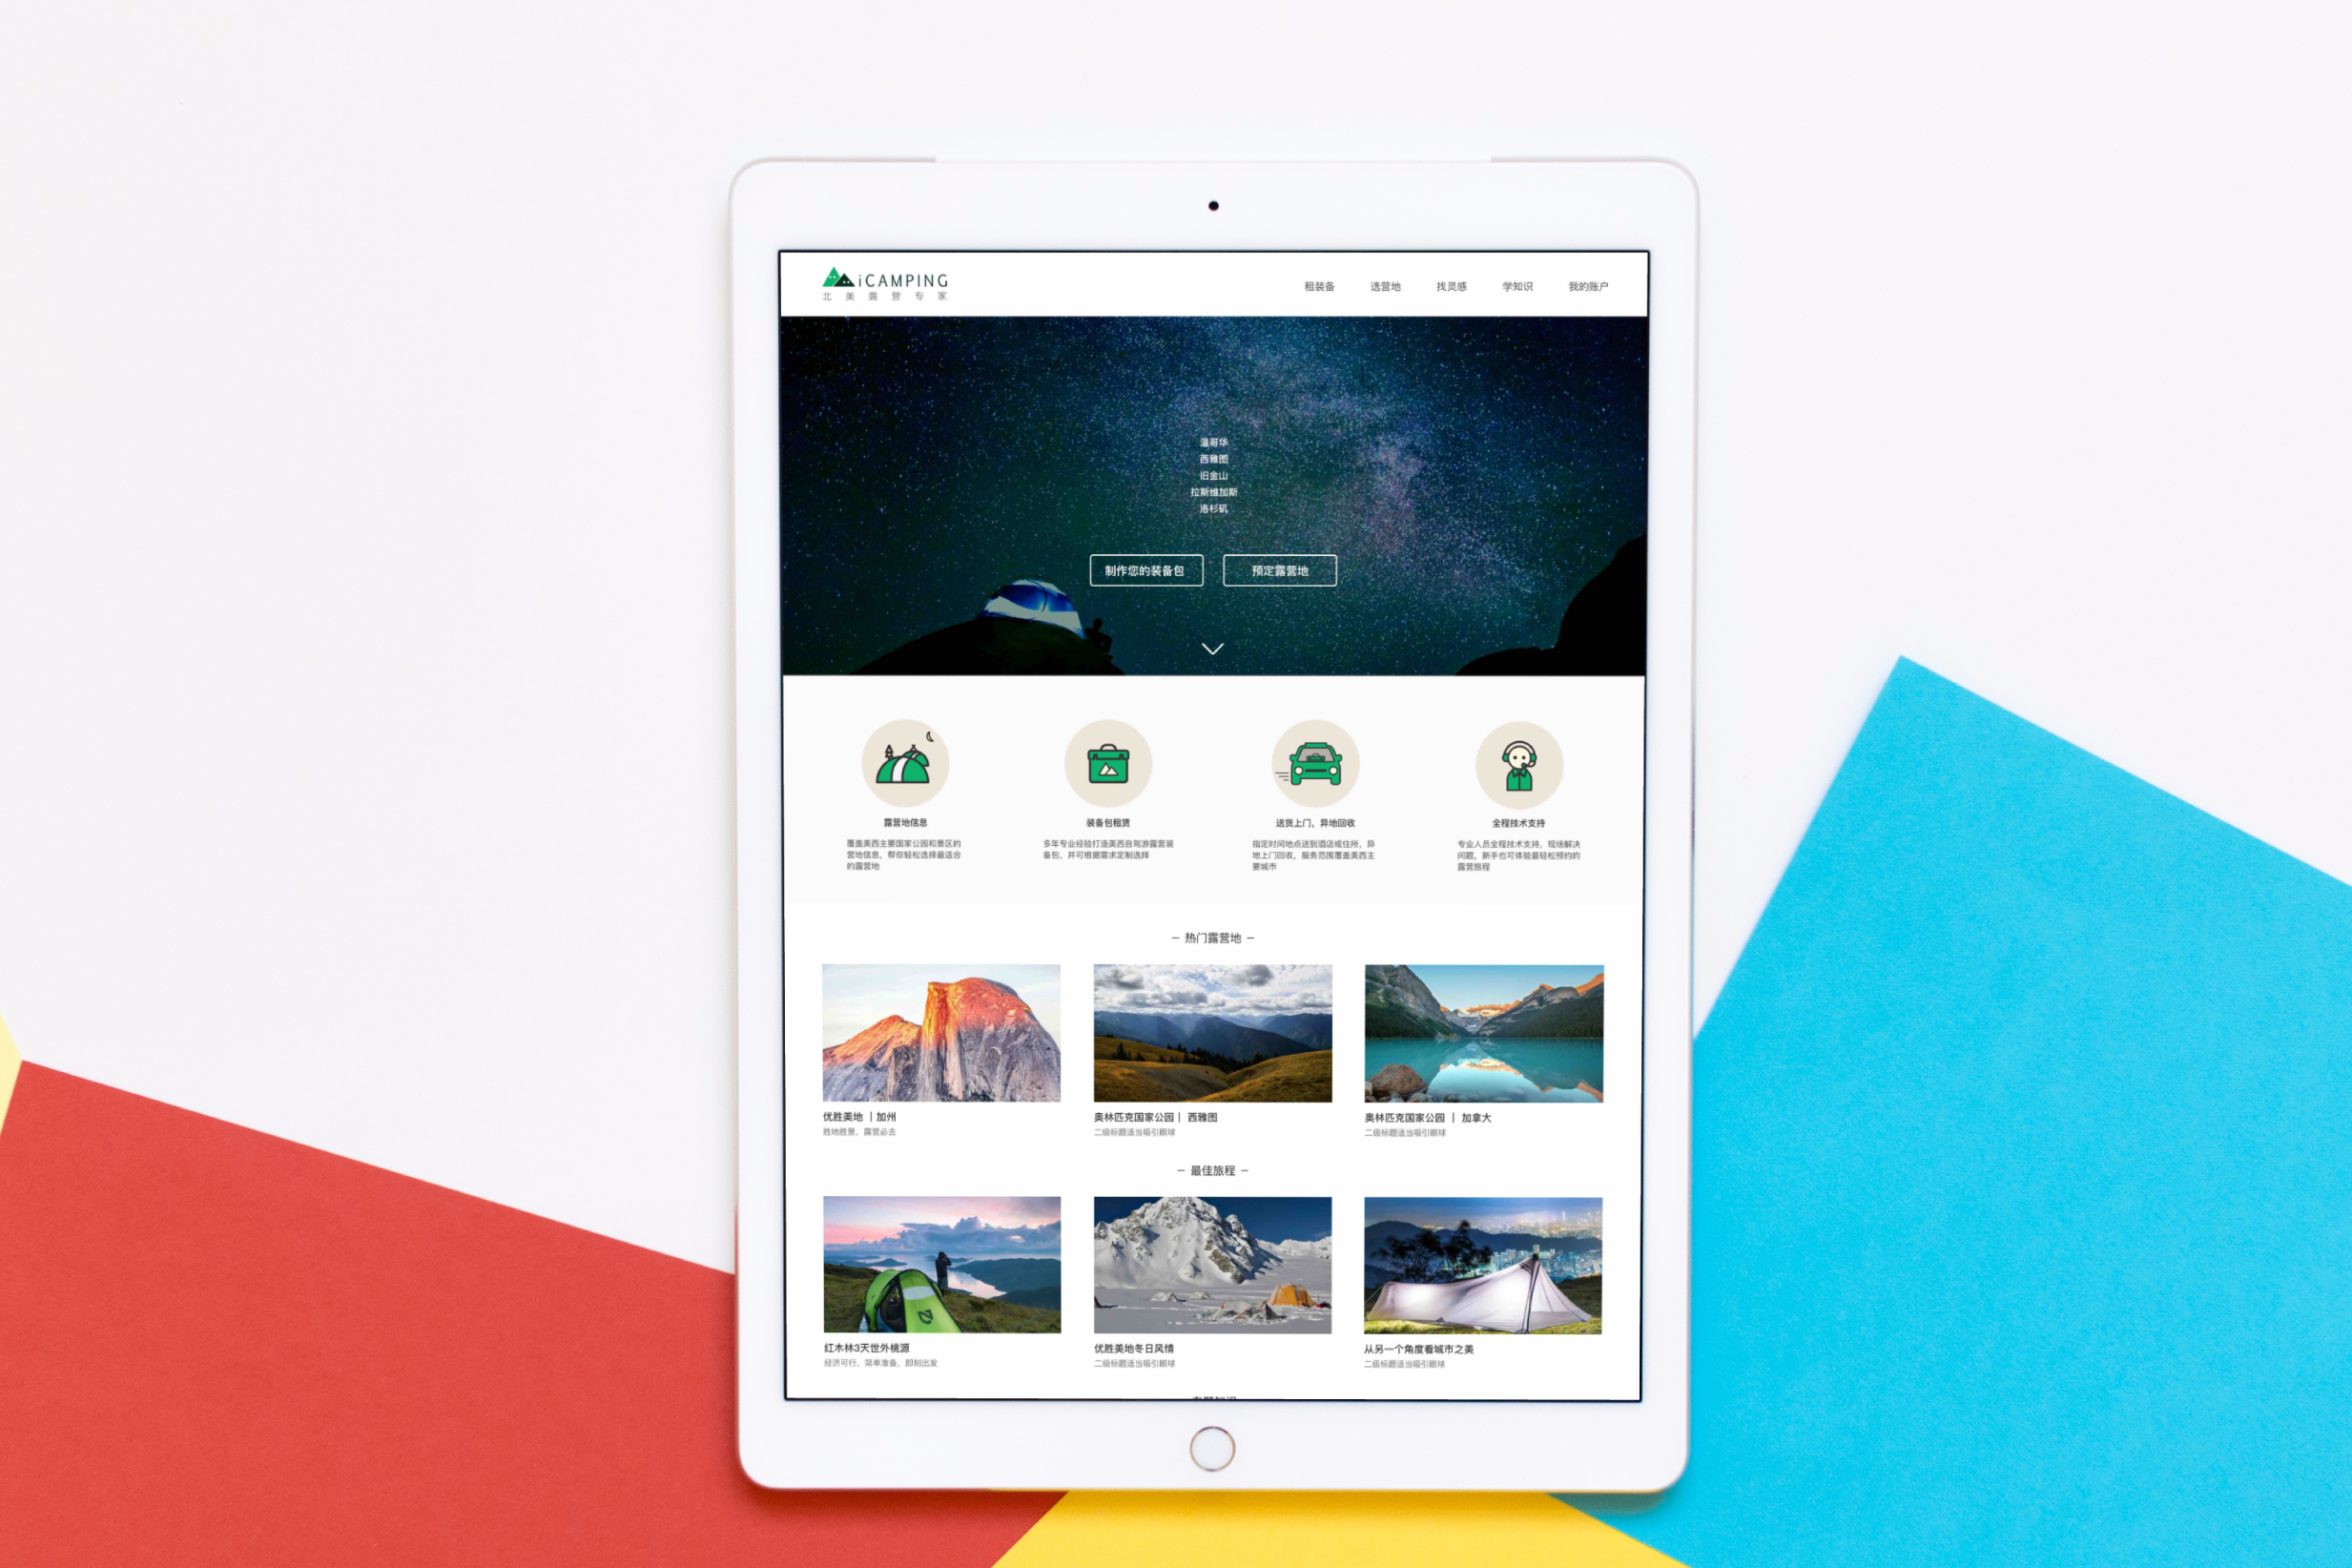 iCAMPING
北美露营专家
租装备 选营地 找灵感 学知识 我的账户
温哥华
西雅图
旧金山
拉斯维加斯
洛杉矶
制作您的装备包 预定露营地
露营地信息
覆盖美西主要国家公园和景区的
营地信息，帮你轻松选择最适合
的露营地
装备包租赁
多年专业经验打造美西自驾游露营装
备包，并可根据需求定制选择
送货上门，异地回收
指定时间地点送到酒店或住所，异
地上门回收，服务范围覆盖美西主
要城市
全程技术支持
专业人员全程技术支持，现场解决
问题，新手也可体验最轻松预约的
露营旅程
— 热门露营地 —
优胜美地 | 加州
胜地胜景，露营必去
奥林匹克国家公园 | 西雅图
二级标题适当吸引眼球
奥林匹克国家公园 | 加拿大
二级标题适当吸引眼球
— 最佳旅程 —
红木林3天世外桃源
经济可行，简单准备，即刻出发
优胜美地冬日风情
二级标题适当吸引眼球
从另一个角度看城市之美
二级标题适当吸引眼球